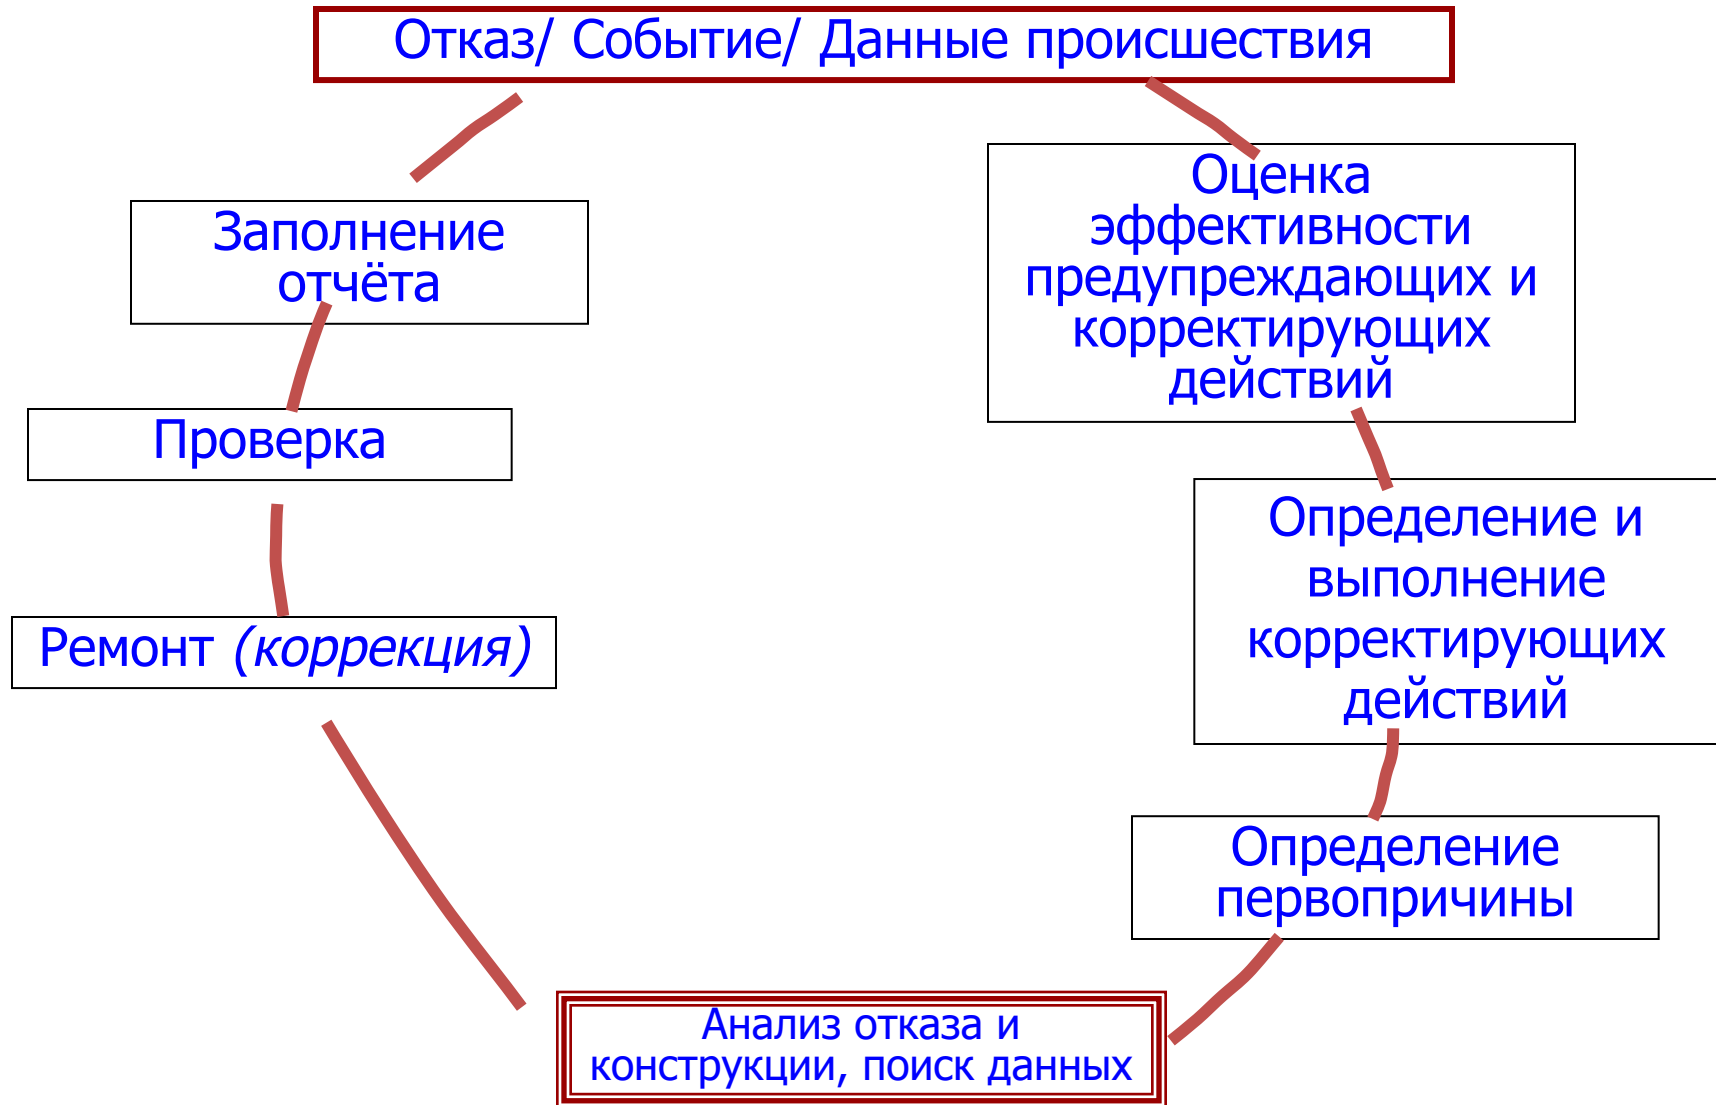 Отказ/ Событие/ Данные происшествия
Заполнение
отчёта
Проверка
Ремонт (коррекция)
Оценка
эффективности
предупреждающих и
корректирующих
действий
Определение и
выполнение
корректирующих
действий
Определение
первопричины
Анализ отказа и
конструкции, поиск данных